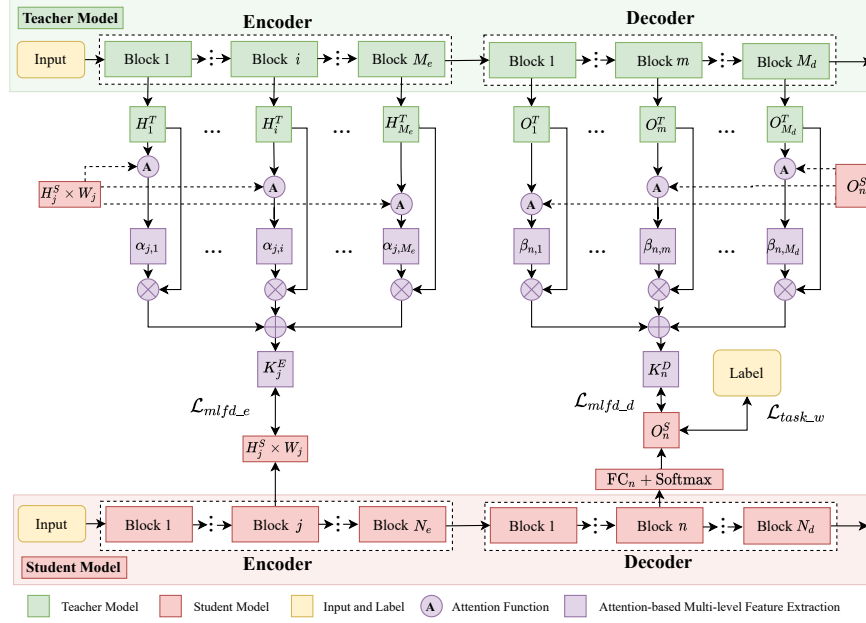 Teacher Model
Encoder
Decoder
Input
Block 1
Block i
Block M_e
Block 1
Block m
Block M_d
H_1^T
...
H_i^T
...
H_{M_e}^T
O_1^T
...
O_m^T
...
O_{M_d}^T
A
A
A
A
A
A
H_j^S × W_j
O_n^S
α_{j,1}
...
α_{j,i}
...
α_{j,M_e}
β_{n,1}
...
β_{n,m}
...
β_{n,M_d}
K_j^E
K_n^D
Label
ℒ_{mlfd_e}
ℒ_{mlfd_d}
ℒ_{task_w}
H_j^S × W_j
O_n^S
FC_n + Softmax
Input
Block 1
Block j
Block N_e
Block 1
Block n
Block N_d
Student Model
Encoder
Decoder
Teacher Model
Student Model
Input and Label
A
Attention Function
Attention-based Multi-level Feature Extraction